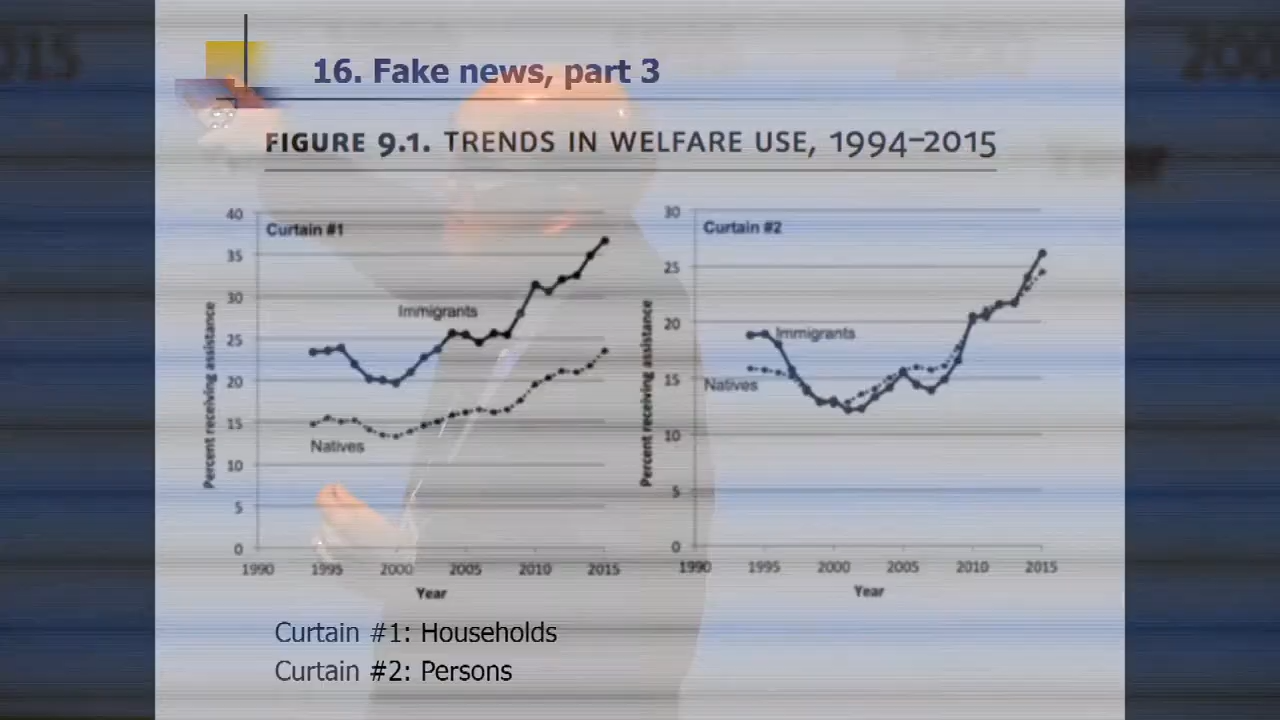 16. Fake news, part 3
FIGURE 9.1. TRENDS IN WELFARE USE, 1994–2015
Curtain #1
40
35
30
25
20
15
10
5
0
Immigrants
Natives
Percent receiving assistance
1990 1995 2000 2005 2010 2015
Year
Curtain #2
30
25
20
15
10
5
0
Immigrants
Natives
Percent receiving assistance
1990 1995 2000 2005 2010 2015
Year
Curtain #1: Households
Curtain #2: Persons
015